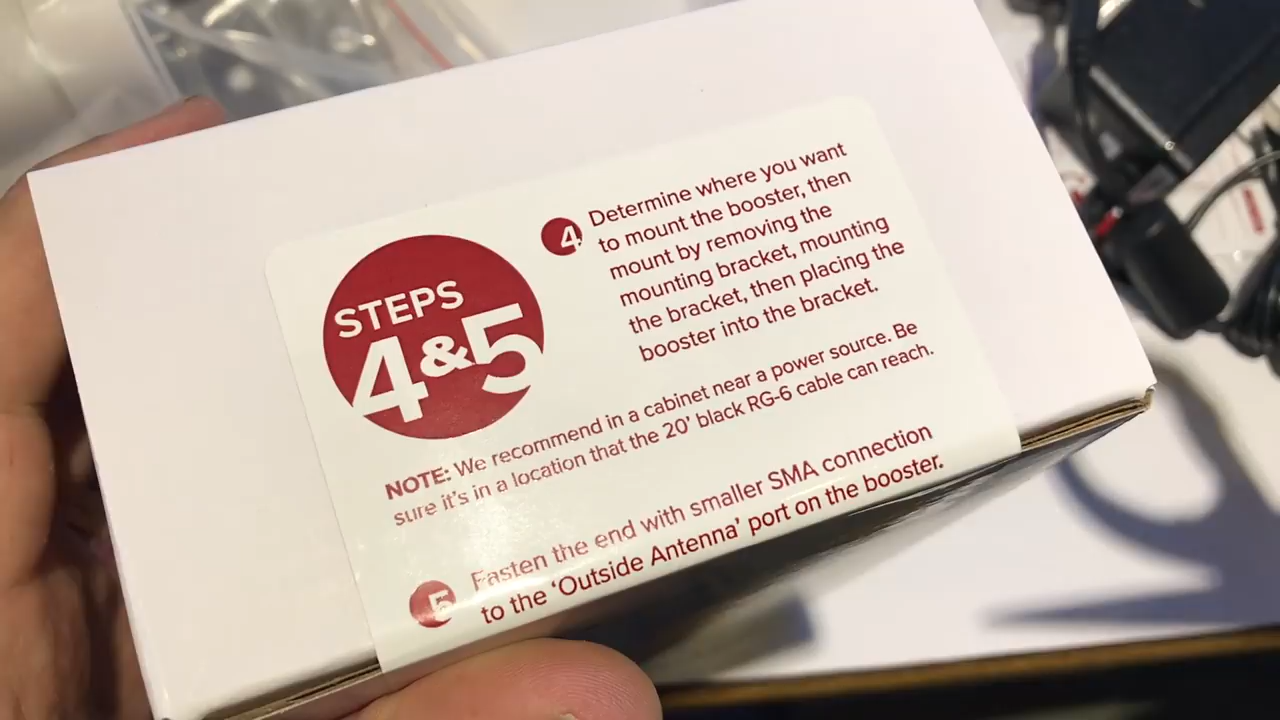 STEPS
4&5
4 Determine where you want
to mount the booster, then
mount by removing the
mounting bracket, mounting
the bracket, then placing the
booster into the bracket.
NOTE: We recommend in a cabinet near a power source. Be
sure it's in a location that the 20' black RG-6 cable can reach.
5 Fasten the end with smaller SMA connection
to the 'Outside Antenna' port on the booster.